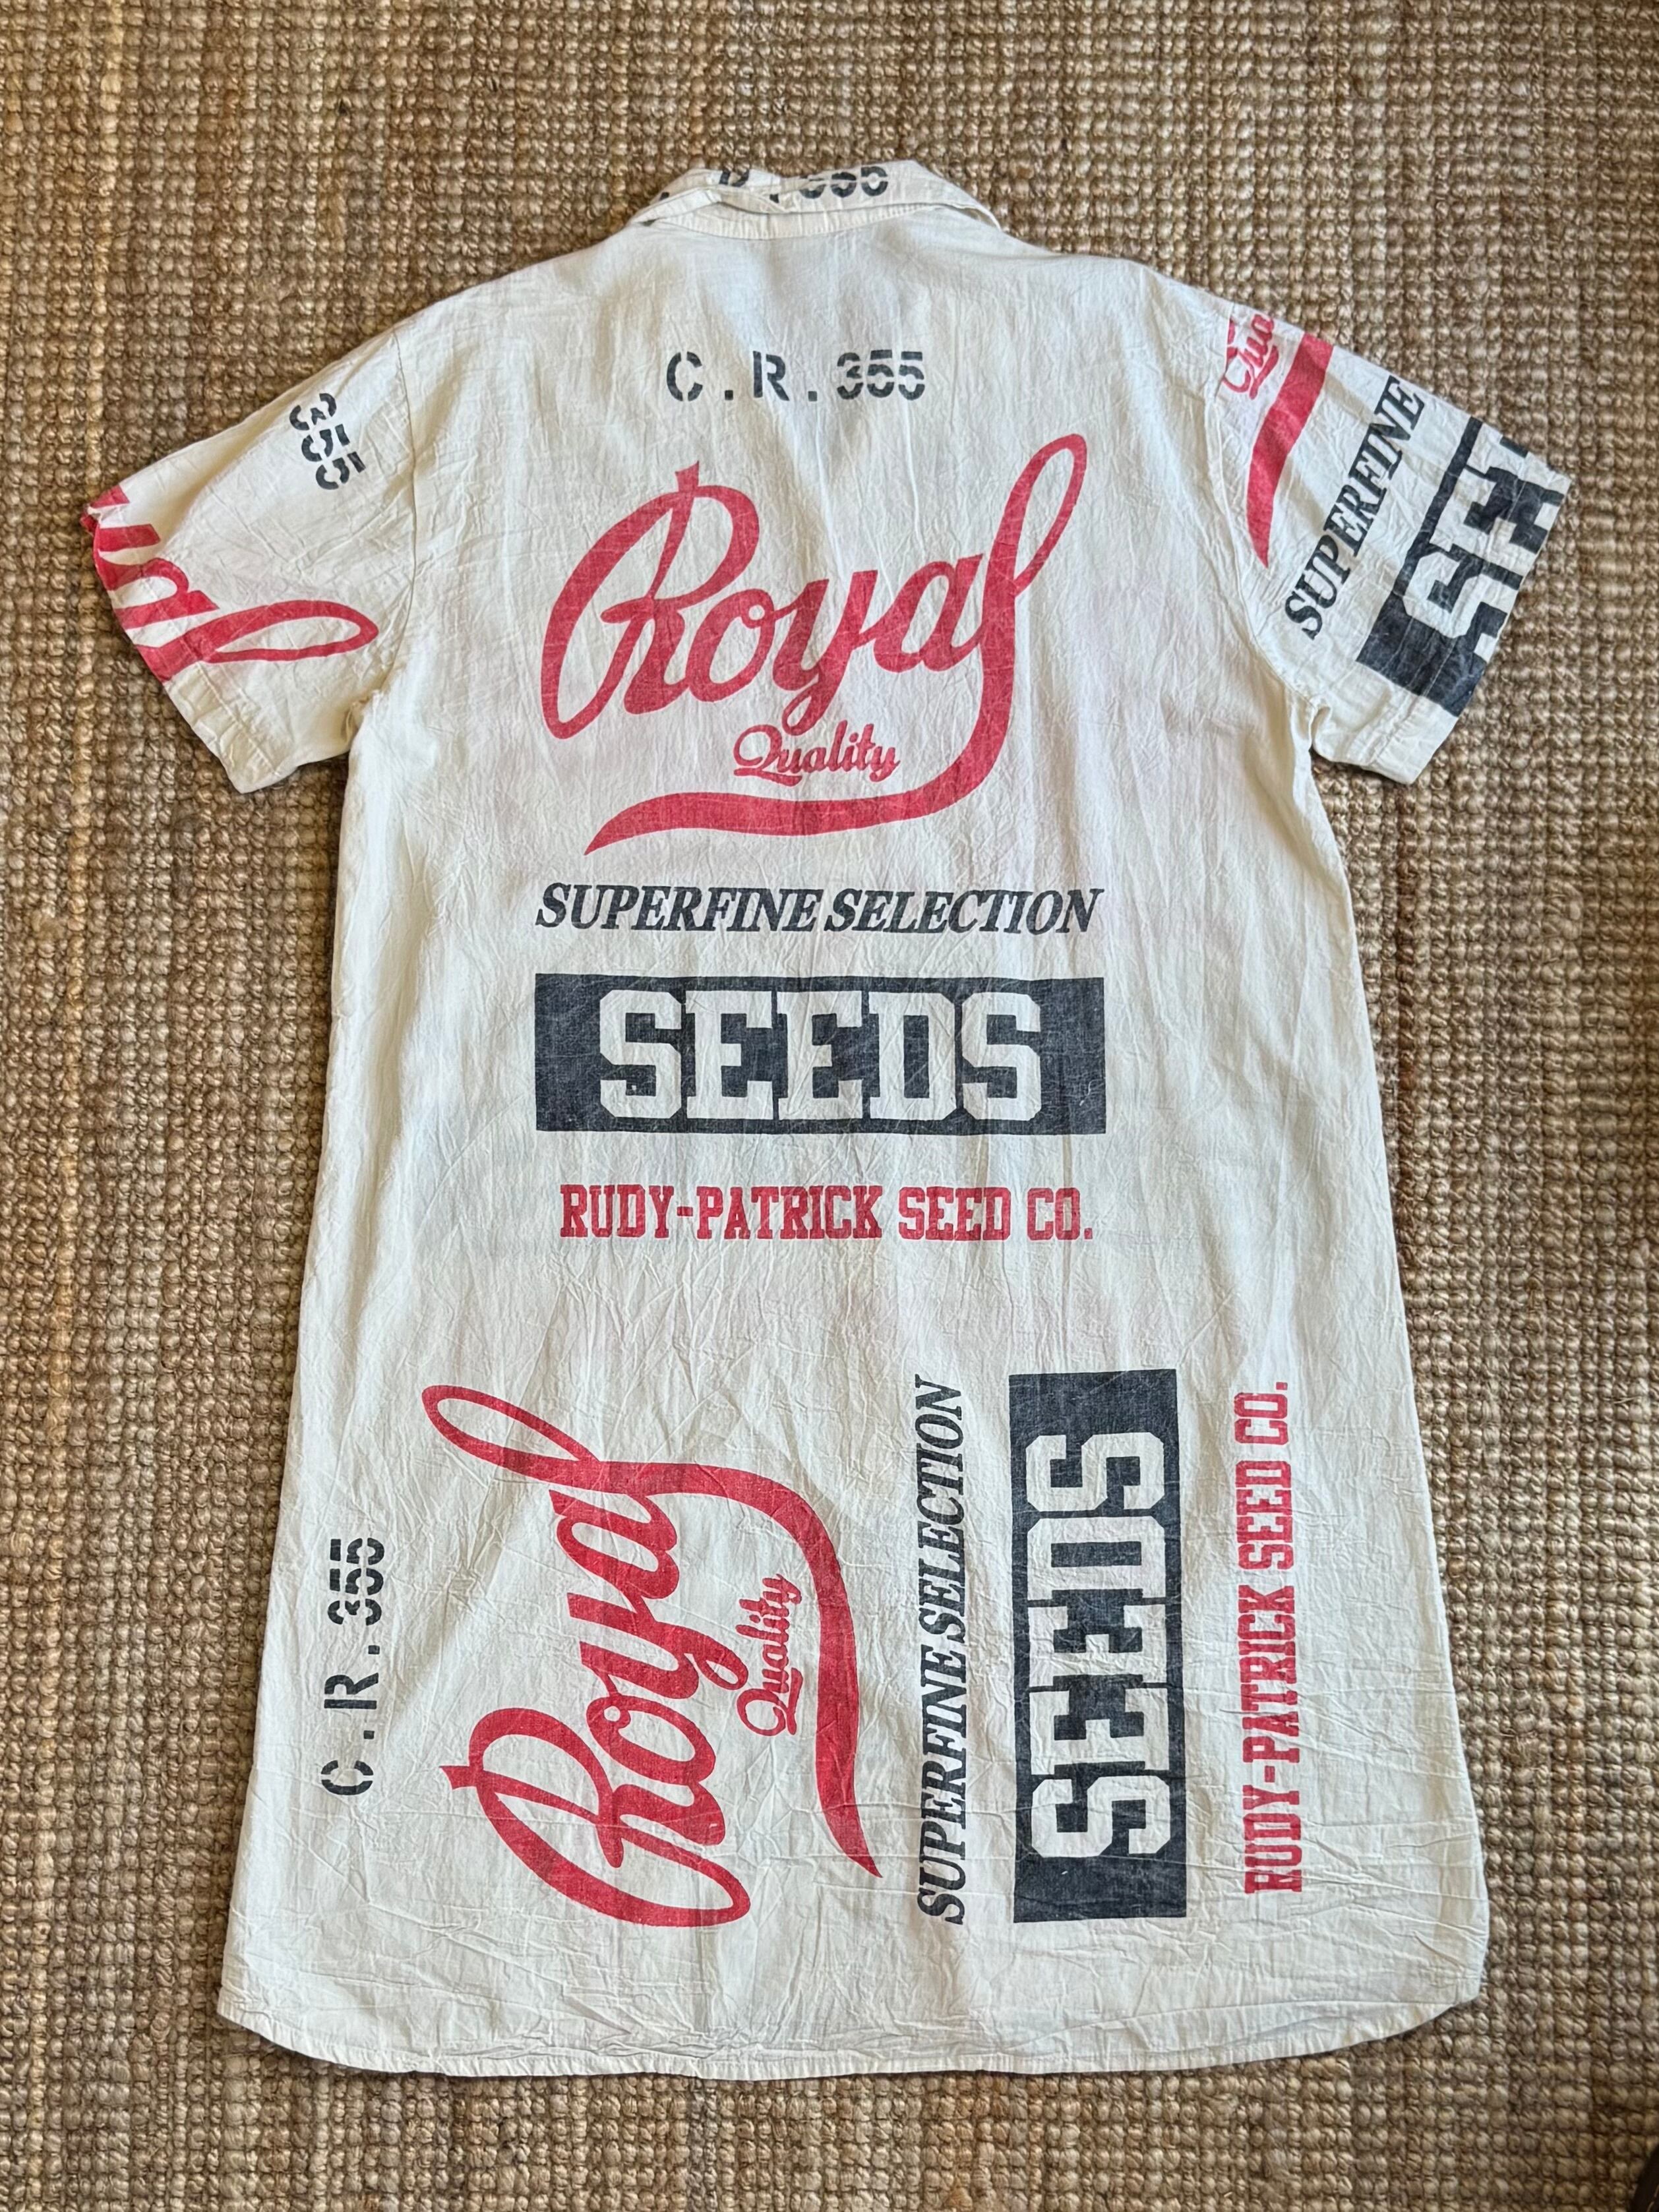 355
C.R.355
Royal
Quality
SUPERFINE SELECTION
SEEDS
RUDY-PATRICK SEED CO.
355
SUPERFINE
C.R.355
Royal
Quality
SUPERFINE SELECTION
SEEDS
RUDY-PATRICK SEED CO.